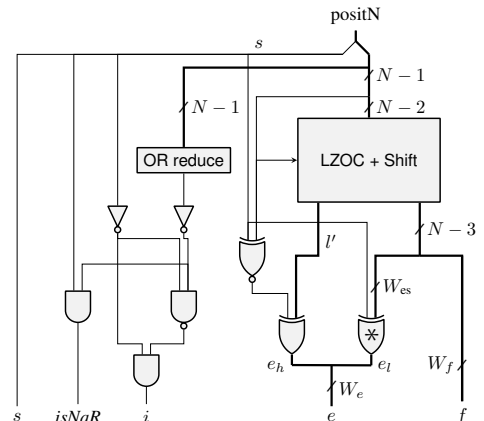 positN
s
N − 1
N − 1
N − 2
OR reduce
LZOC + Shift
l′
N − 3
W_es
*
e_h
e_l
W_e
W_f
s
isNaR
i
e
f